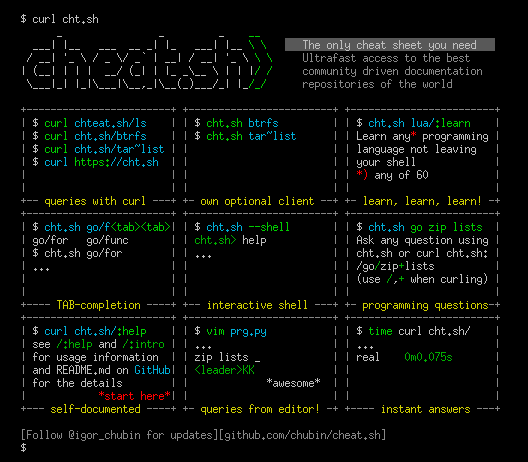 $ curl cht.sh
cheat.sh
The only cheat sheet you need
Ultrafast access to the best
community driven documentation
repositories of the world
$ curl chteat.sh/ls
$ curl cht.sh/btrfs
$ curl cht.sh/tar~list
$ curl https://cht.sh
queries with curl
$ cht.sh btrfs
$ cht.sh tar~list
own optional client
$ cht.sh lua/:learn
Learn any* programming
language not leaving
your shell
*) any of 60
learn, learn, learn!
$ cht.sh go/f<tab><tab>
go/for   go/func
$ cht.sh go/for
...
TAB-completion
$ cht.sh --shell
cht.sh> help
...
interactive shell
$ cht.sh go zip lists
Ask any question using
cht.sh or curl cht.sh:
/go/zip+lists
(use /,+ when curling)
programming questions
$ curl cht.sh/:help
see /:help and /:intro
for usage information
and README.md on GitHub
for the details
*start here*
self-documented
$ vim prg.py
...
zip lists _
<leader>KK
*awesome*
queries from editor!
$ time curl cht.sh/
...
real    0m0.075s
instant answers
[Follow @igor_chubin for updates][github.com/chubin/cheat.sh]
$